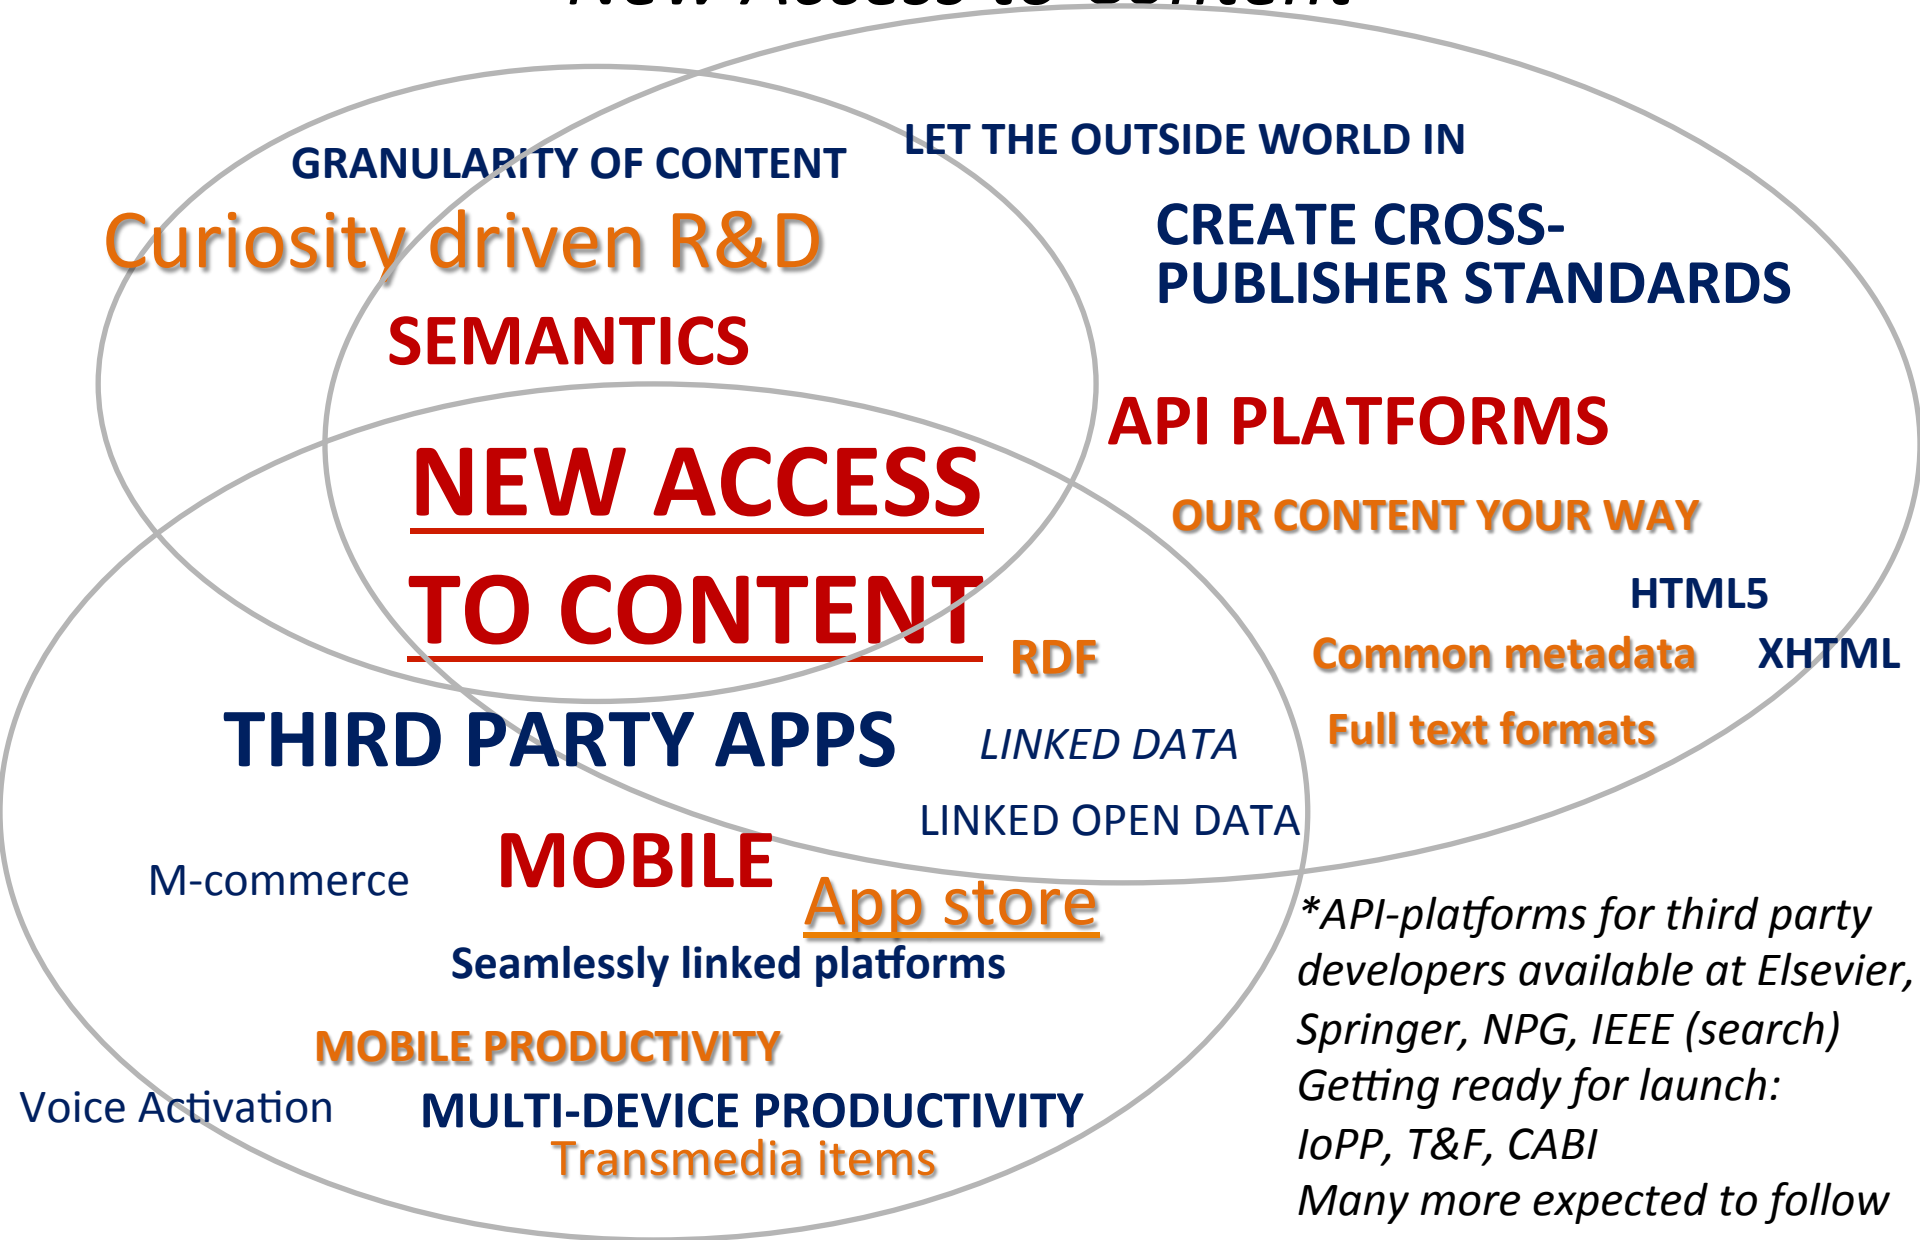 New Access to Content
GRANULARITY OF CONTENT
LET THE OUTSIDE WORLD IN
Curiosity driven R&D
CREATE CROSS-
PUBLISHER STANDARDS
SEMANTICS
API PLATFORMS
NEW ACCESS
TO CONTENT
OUR CONTENT YOUR WAY
HTML5
RDF
Common metadata
XHTML
THIRD PARTY APPS
LINKED DATA
Full text formats
LINKED OPEN DATA
MOBILE
M-commerce
App store
Seamlessly linked platforms
MOBILE PRODUCTIVITY
Voice Activation
MULTI-DEVICE PRODUCTIVITY
Transmedia items
*API-platforms for third party
developers available at Elsevier,
Springer, NPG, IEEE (search)
Getting ready for launch:
IoPP, T&F, CABI
Many more expected to follow